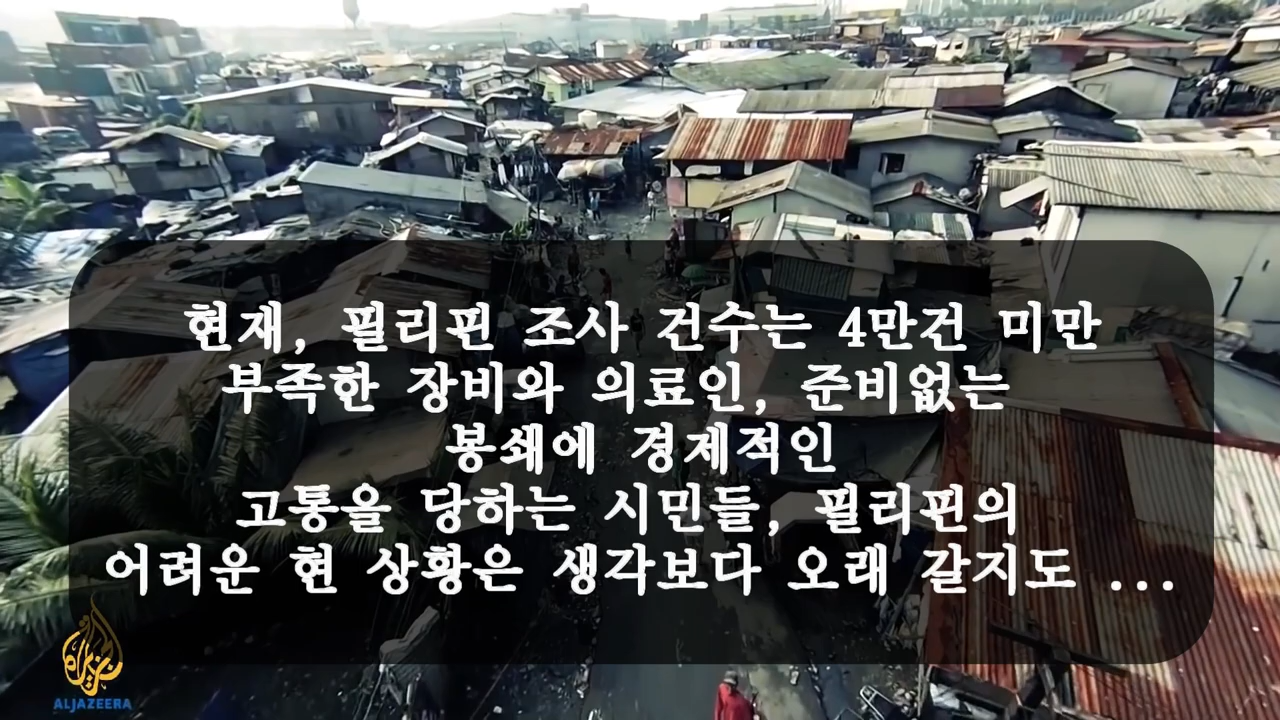 현재, 필리핀 조사 건수는 4만건 미만
부족한 장비와 의료인, 준비없는
봉쇄에 경제적인
고통을 당하는 시민들, 필리핀의
어려운 현 상황은 생각보다 오래 갈지도 ...
ALJAZEERA